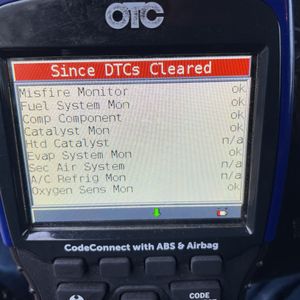 OTC
Since DTCs Cleared
Misfire Monitor ok
Fuel System Mon ok
Comp Component ok
Catalyst Mon ok
Htd Catalyst n/a
Evap System Mon ok
Sec Air System n/a
A/C Refrig Mon n/a
Oxygen Sens Mon ok
CodeConnect with ABS & Airbag
CODE